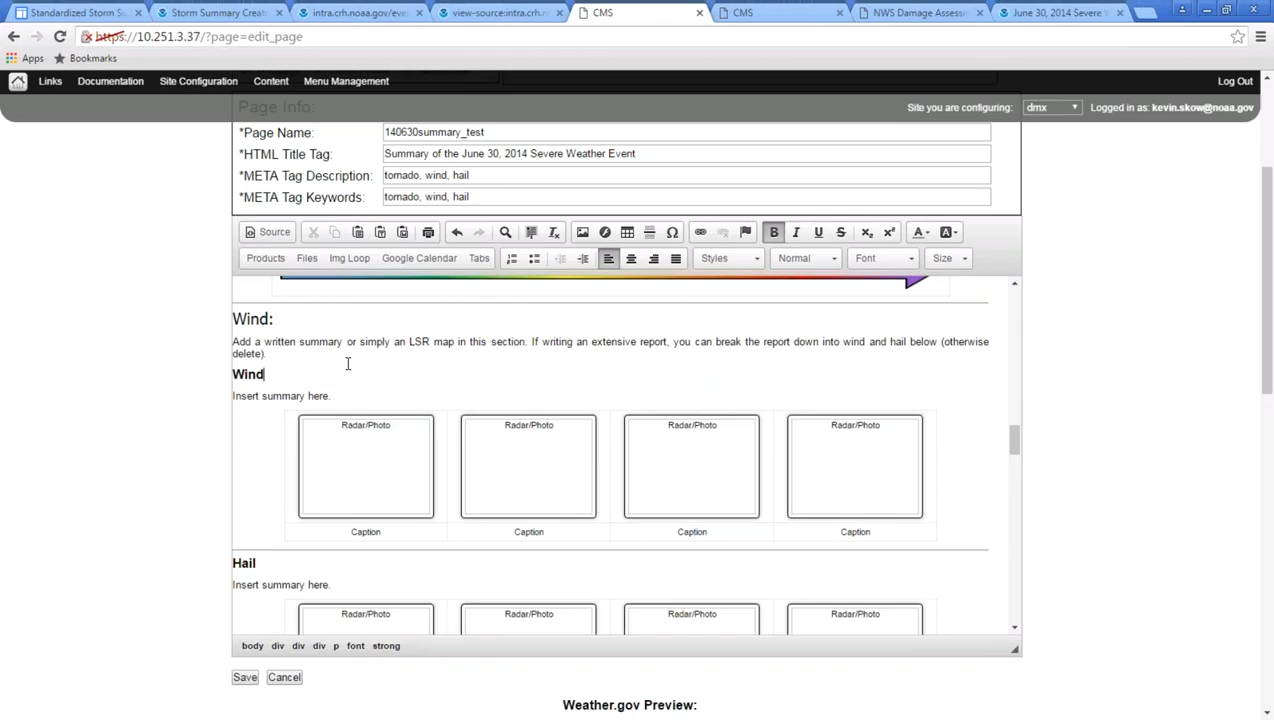 Standardized Storm Su
Storm Summary Creat
intra.crh.noaa.gov/eve
view-source:intra.crh.n
CMS
CMS
NWS Damage Assessm
June 30, 2014 Severe W
https://10.251.3.37/?page=edit_page
Apps Bookmarks
Links Documentation Site Configuration Content Menu Management Log Out
Page Info: Site you are configuring: dmx Logged in as: kevin.skow@noaa.gov
*Page Name: 140630summary_test
*HTML Title Tag: Summary of the June 30, 2014 Severe Weather Event
*META Tag Description: tornado, wind, hail
*META Tag Keywords: tornado, wind, hail
Source B I U S x₂ x² A A
Products Files Img Loop Google Calendar Tabs Styles Normal Font Size
Wind:
Add a written summary or simply an LSR map in this section. If writing an extensive report, you can break the report down into wind and hail below (otherwise
delete).
Wind
Insert summary here.
Radar/Photo Radar/Photo Radar/Photo Radar/Photo
Caption Caption Caption Caption
Hail
Insert summary here.
Radar/Photo Radar/Photo Radar/Photo Radar/Photo
body div div div p font strong
Save Cancel
Weather.gov Preview: